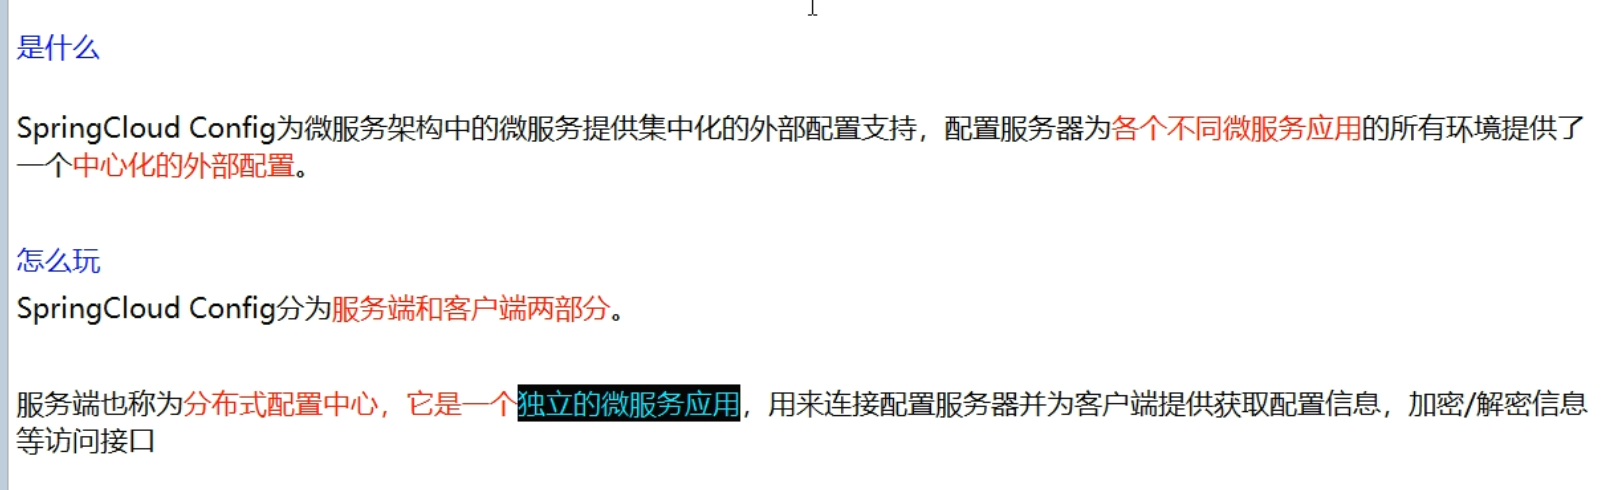 是什么
SpringCloud Config为微服务架构中的微服务提供集中化的外部配置支持，配置服务器为各个不同微服务应用的所有环境提供了
一个中心化的外部配置。
怎么玩
SpringCloud Config分为服务端和客户端两部分。
服务端也称为分布式配置中心，它是一个独立的微服务应用，用来连接配置服务器并为客户端提供获取配置信息，加密/解密信息
等访问接口